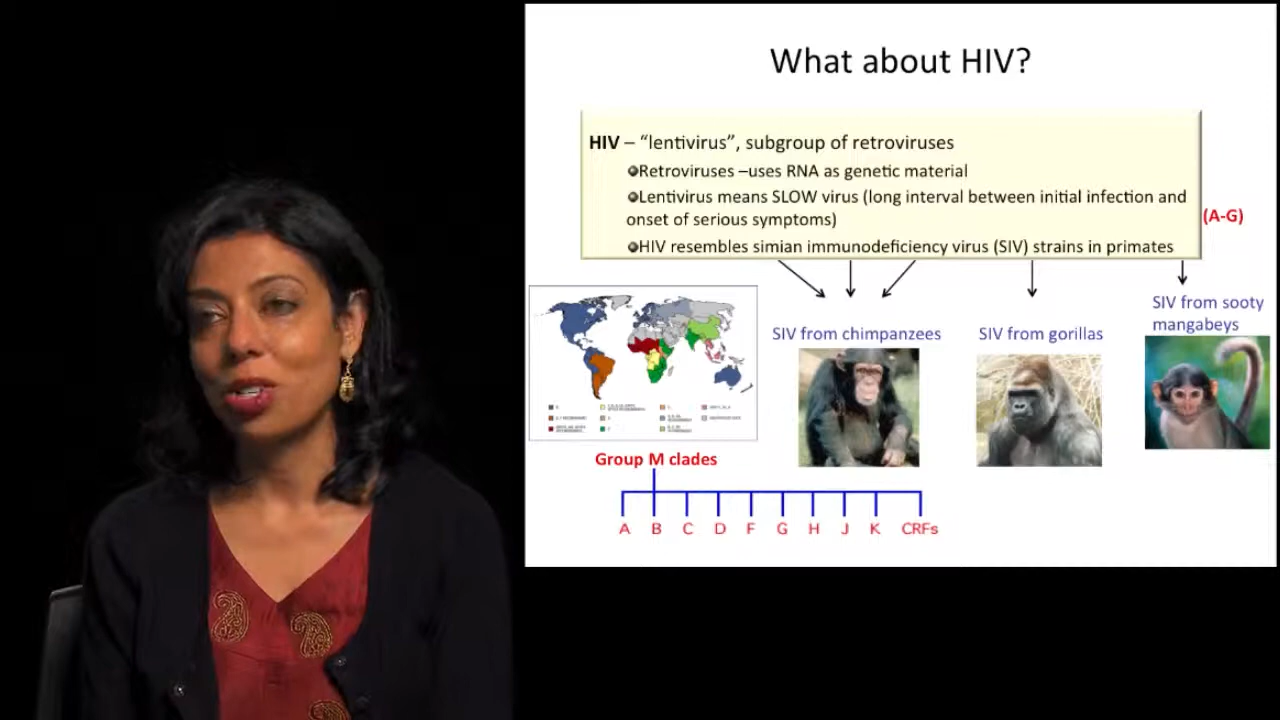 What about HIV?
HIV – “lentivirus”, subgroup of retroviruses
Retroviruses –uses RNA as genetic material
Lentivirus means SLOW virus (long interval between initial infection and
onset of serious symptoms)
HIV resembles simian immunodeficiency virus (SIV) strains in primates
(A-G)
SIV from chimpanzees
SIV from gorillas
SIV from sooty
mangabeys
Group M clades
A B C D F G H J K CRFs